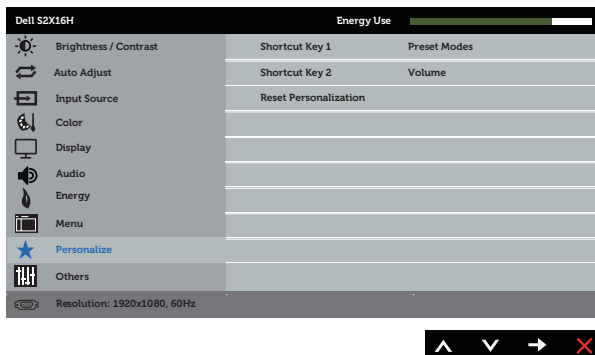 Dell S2X16H Energy Use
Brightness / Contrast Shortcut Key 1 Preset Modes
Auto Adjust Shortcut Key 2 Volume
Input Source Reset Personalization
Color
Display
Audio
Energy
Menu
Personalize
Others
Resolution: 1920x1080, 60Hz